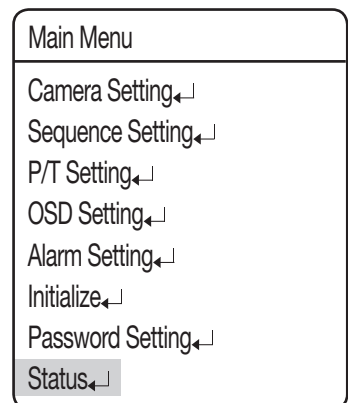 Main Menu
Camera Setting↵
Sequence Setting↵
P/T Setting↵
OSD Setting↵
Alarm Setting↵
Initialize↵
Password Setting↵
Status↵